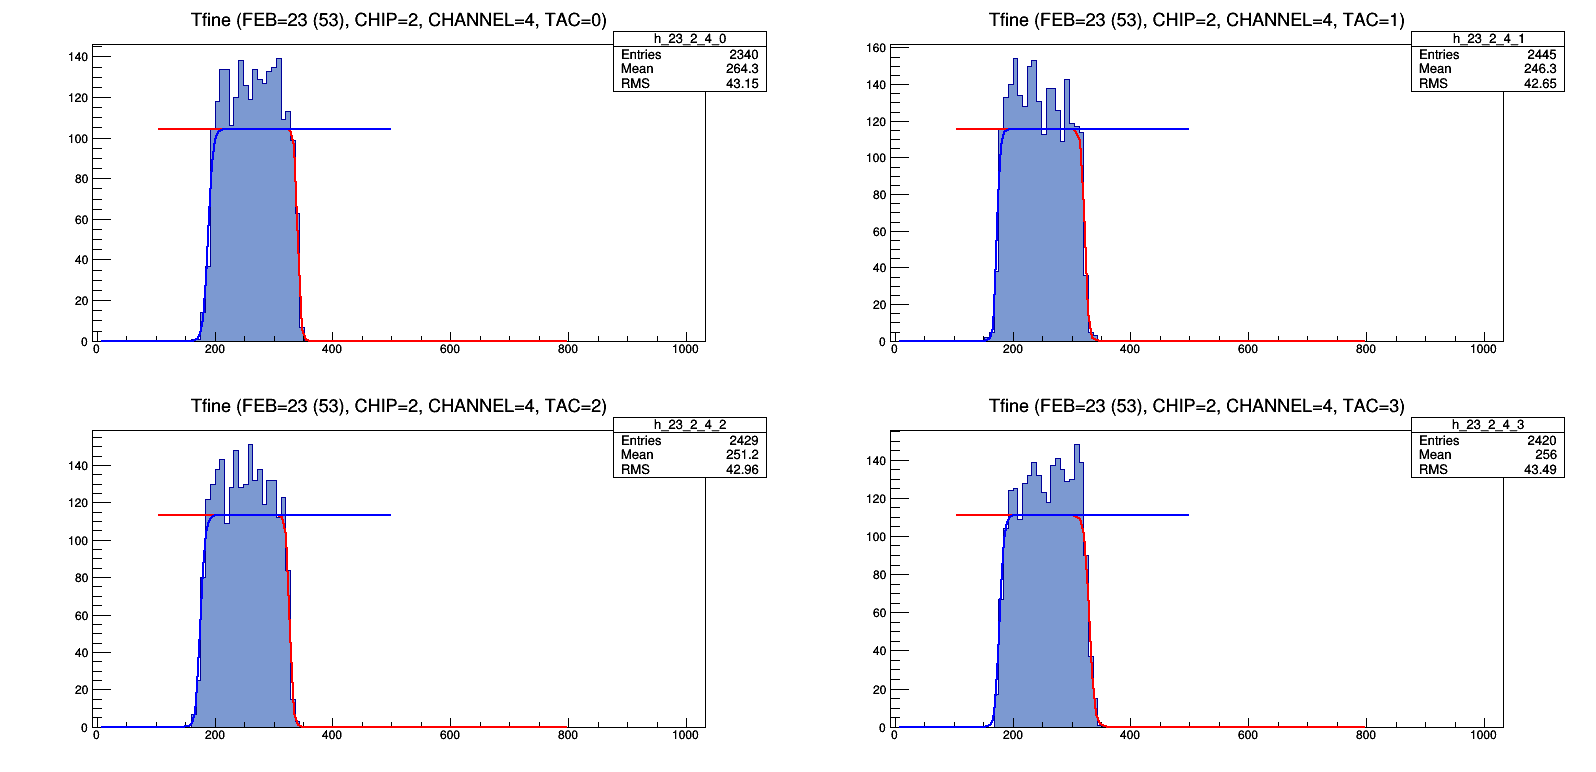 Tfine (FEB=23 (53), CHIP=2, CHANNEL=4, TAC=0)
h_23_2_4_0
Entries 2340
Mean 264.3
RMS 43.15
140
120
100
80
60
40
20
0
0 200 400 600 800 1000
Tfine (FEB=23 (53), CHIP=2, CHANNEL=4, TAC=1)
h_23_2_4_1
Entries 2445
Mean 246.3
RMS 42.65
160
140
120
100
80
60
40
20
0
0 200 400 600 800 1000
Tfine (FEB=23 (53), CHIP=2, CHANNEL=4, TAC=2)
h_23_2_4_2
Entries 2429
Mean 251.2
RMS 42.96
140
120
100
80
60
40
20
0
0 200 400 600 800 1000
Tfine (FEB=23 (53), CHIP=2, CHANNEL=4, TAC=3)
h_23_2_4_3
Entries 2420
Mean 256
RMS 43.49
140
120
100
80
60
40
20
0
0 200 400 600 800 1000